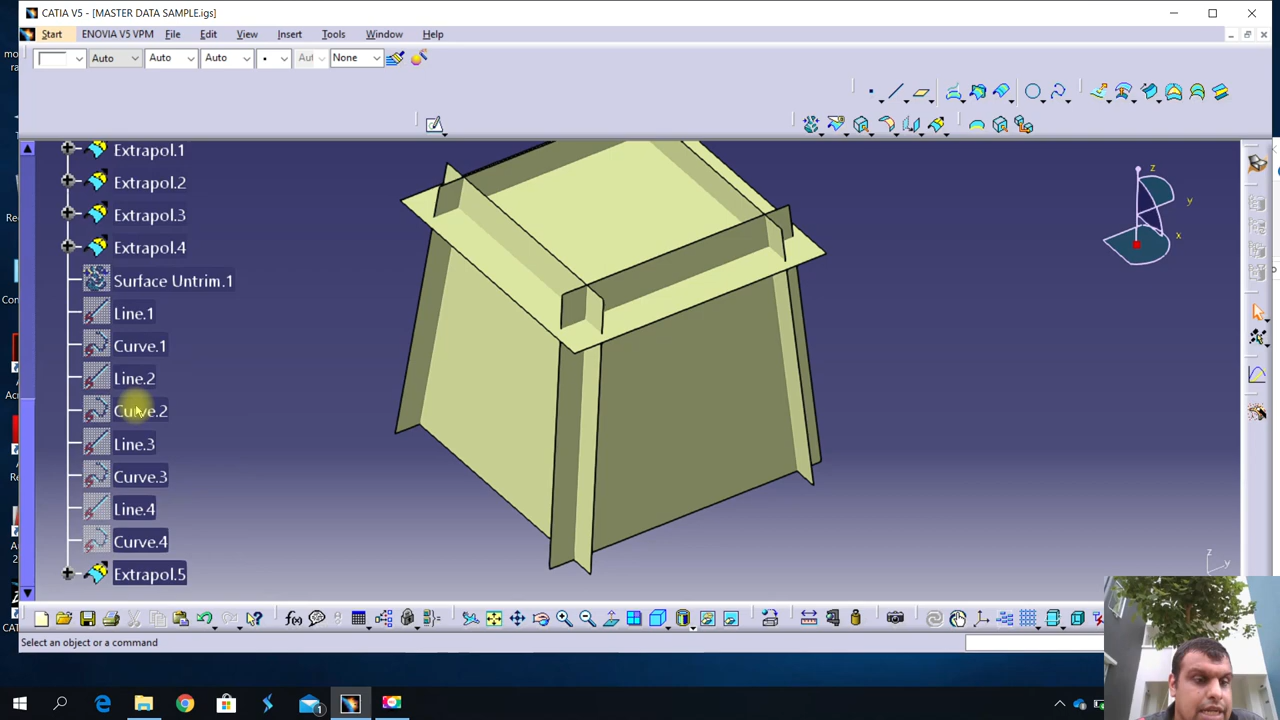 CATIA V5 - [MASTER DATA SAMPLE.igs]
Start ENOVIA V5 VPM File Edit View Insert Tools Window Help
Auto Auto Auto Aut None
Extrapol.1
Extrapol.2
Extrapol.3
Extrapol.4
Surface Untrim.1
Line.1
Curve.1
Line.2
Curve.2
Line.3
Curve.3
Line.4
Curve.4
Extrapol.5
z
y
x
z
y
f(x)
Select an object or a command
1